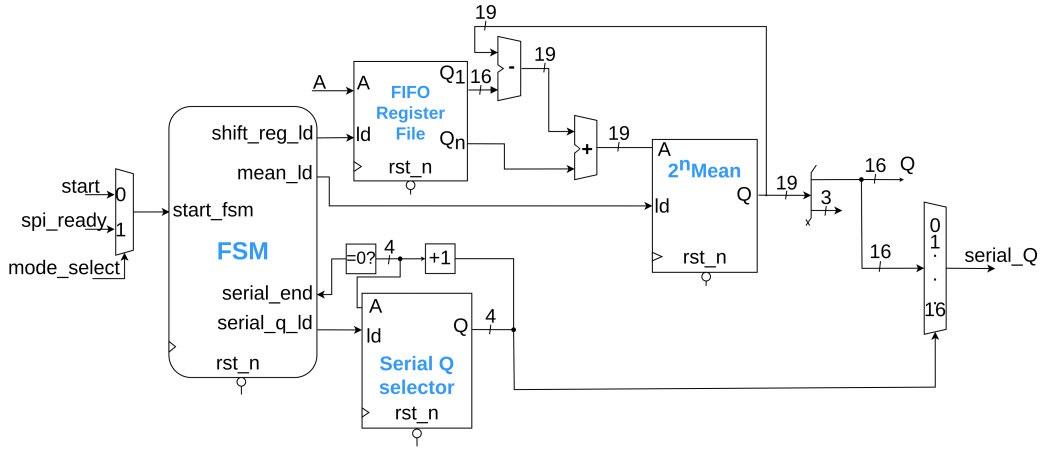 19
19
A
A
FIFO
Register
File
Q1
16
-
shift_reg_ld
ld
Qn
+
19
mean_ld
rst_n
A
2nMean
Q
19
16
Q
3
start
0
spi_ready
1
mode_select
start_fsm
FSM
ld
rst_n
=0?
4
+1
16
0
1
.
.
.
16
serial_Q
serial_end
serial_q_ld
A
ld
Q
4
Serial Q
selector
rst_n
rst_n